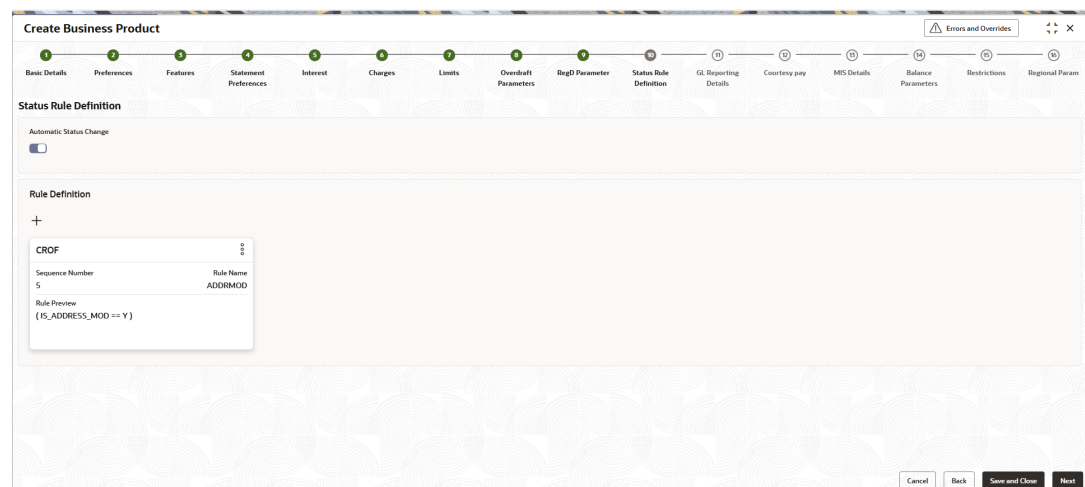 Create Business Product
Errors and Overrides
1 2 3 4 5 6 7 8 9 10 11 12 13 14 15 16
Basic Details Preferences Features Statement Preferences Interest Charges Limits Overdraft Parameters RegD Parameter Status Rule Definition GL Reporting Details Courtesy pay MIS Details Balance Parameters Restrictions Regional Param
Status Rule Definition
Automatic Status Change
Rule Definition
CROF
Sequence Number Rule Name
5 ADDRMOD
Rule Preview
( IS_ADDRESS_MOD == Y )
Cancel Back Save and Close Next